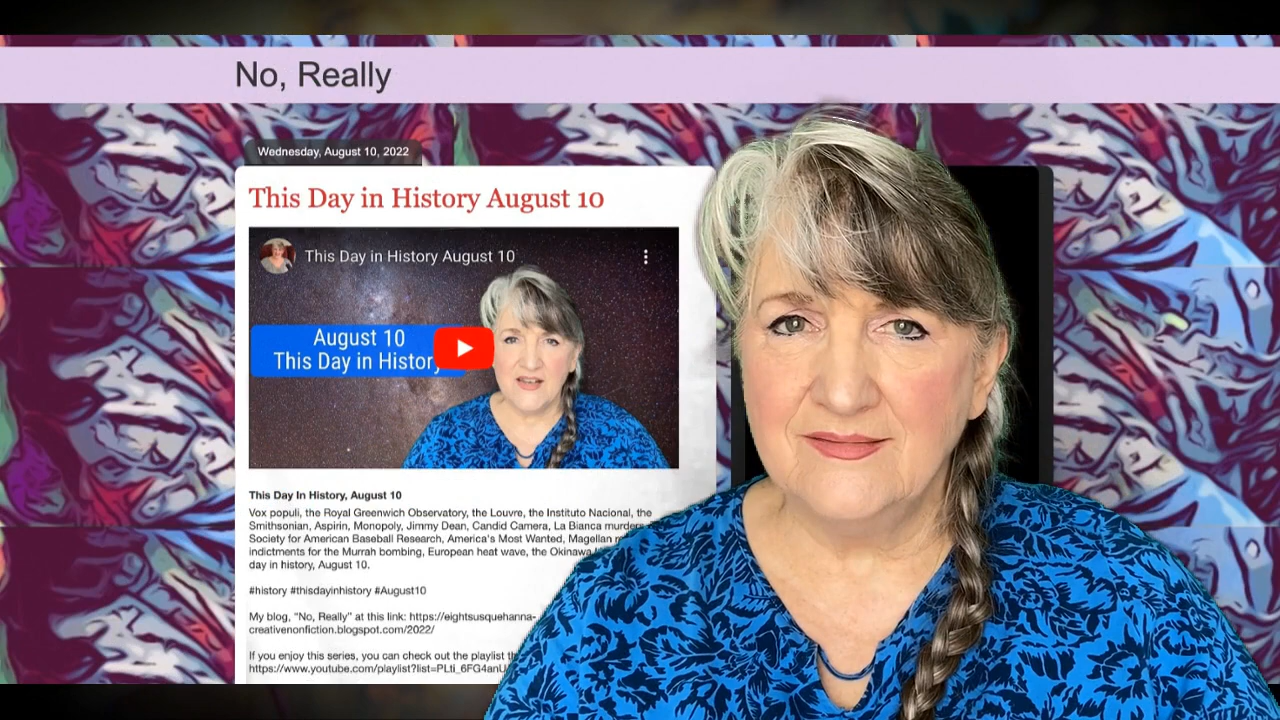 No, Really
Wednesday, August 10, 2022
This Day in History August 10
This Day in History August 10
August 10
This Day in History
This Day In History, August 10
Vox populi, the Royal Greenwich Observatory, the Louvre, the Instituto Nacional, the
Smithsonian, Aspirin, Monopoly, Jimmy Dean, Candid Camera, La Bianca murders
Society for American Baseball Research, America's Most Wanted, Magellan
indictments for the Murrah bombing, European heat wave, the Okinawa
day in history, August 10.
#history #thisdayinhistory #August10
My blog, "No, Really" at this link: https://eightsusquehanna-
creativenonfiction.blogspot.com/2022/
If you enjoy this series, you can check out the playlist
https://www.youtube.com/playlist?list=PLti_6FG4anU